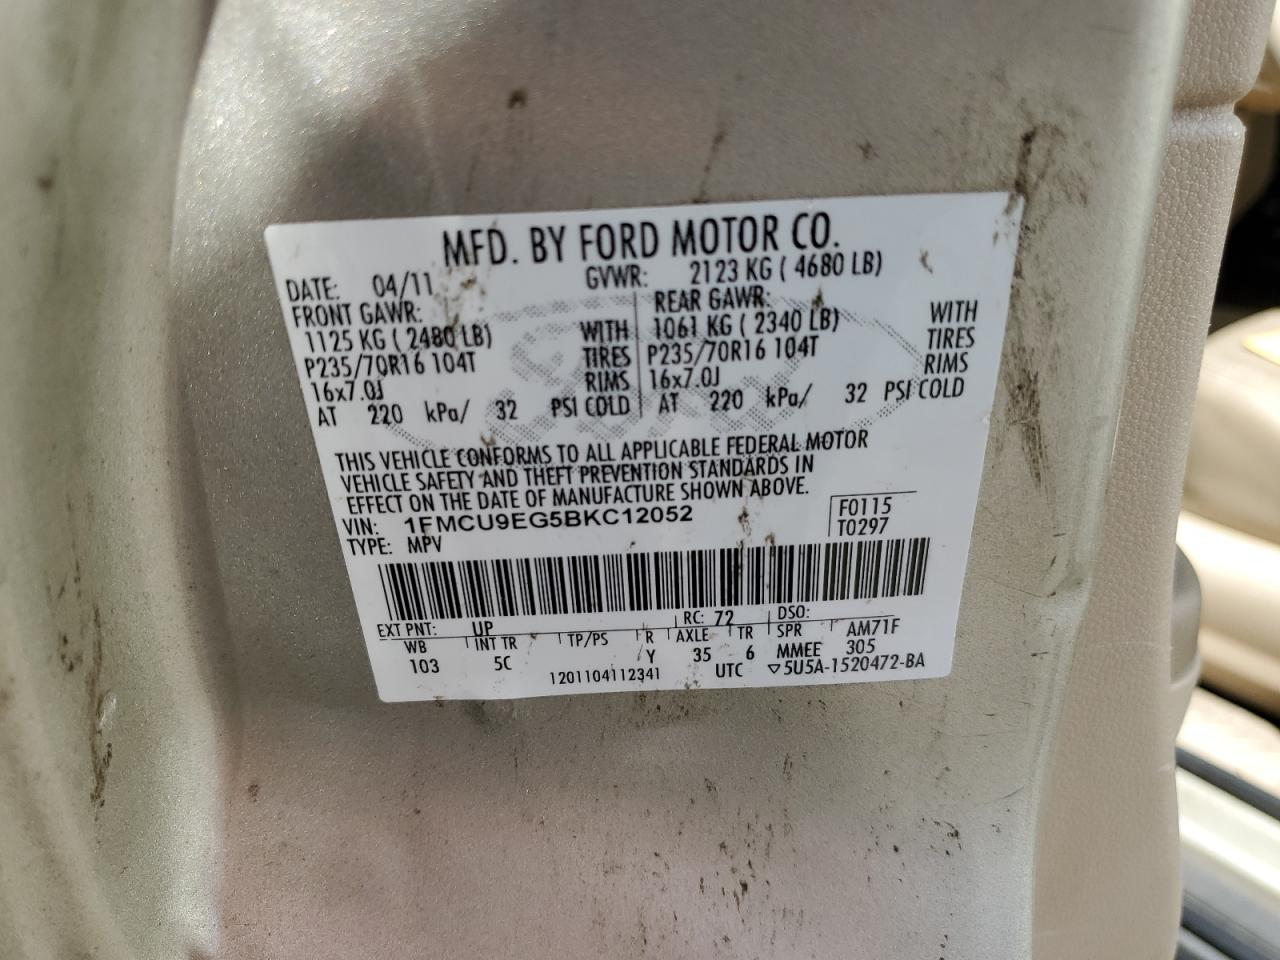 MFD. BY FORD MOTOR CO.
DATE: 04/11 GVWR: 2123 KG ( 4680 LB)
FRONT GAWR: REAR GAWR:
1125 KG ( 2480 LB) WITH 1061 KG ( 2340 LB) WITH
P235/70R16 104T TIRES P235/70R16 104T TIRES
16x7.0J RIMS 16x7.0J RIMS
AT 220 kPa/ 32 PSI COLD AT 220 kPa/ 32 PSI COLD
THIS VEHICLE CONFORMS TO ALL APPLICABLE FEDERAL MOTOR
VEHICLE SAFETY AND THEFT PREVENTION STANDARDS IN
EFFECT ON THE DATE OF MANUFACTURE SHOWN ABOVE.
VIN: 1FMCU9EG5BKC12052 F0115
TYPE: MPV T0297
EXT PNT: UP RC: 72 DSO:
WB INT TR TP/PS R AXLE TR SPR AM71F
103 5C Y 35 6 MMEE 305
1201104112341 UTC ▽5U5A-1520472-BA